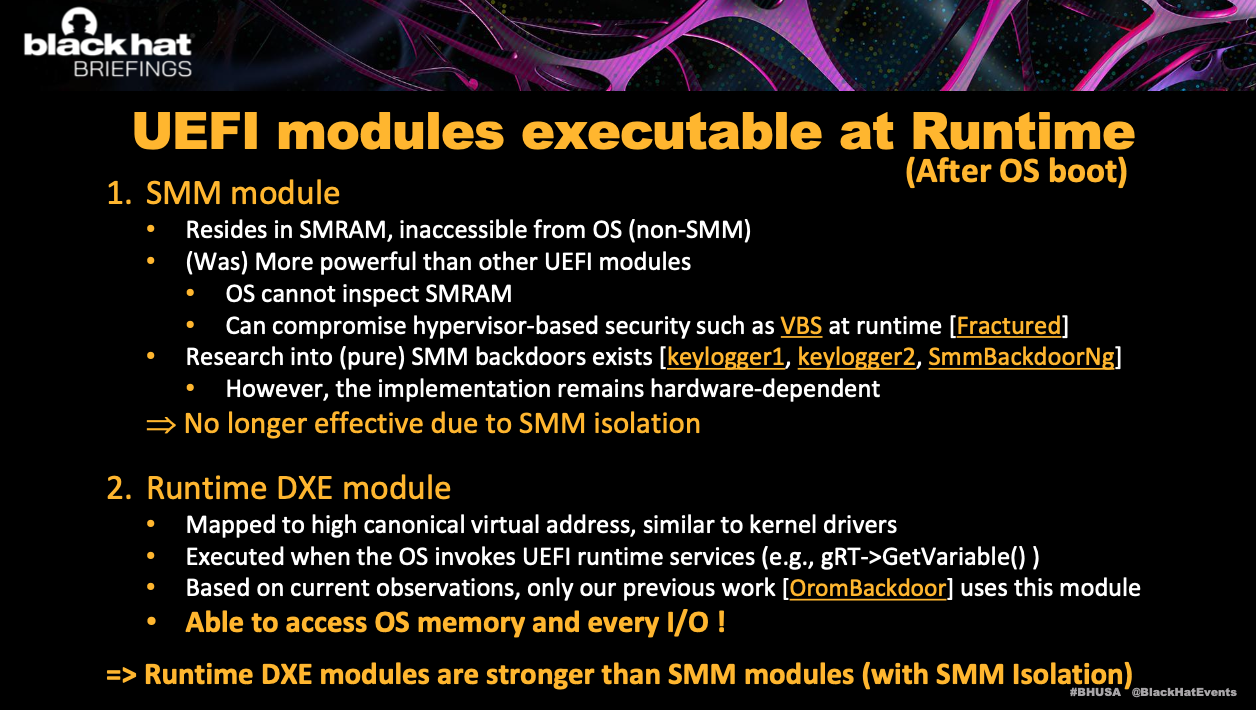 black hat
BRIEFINGS
UEFI modules executable at Runtime
(After OS boot)
1. SMM module
• Resides in SMRAM, inaccessible from OS (non-SMM)
• (Was) More powerful than other UEFI modules
• OS cannot inspect SMRAM
• Can compromise hypervisor-based security such as VBS at runtime [Fractured]
• Research into (pure) SMM backdoors exists [keylogger1, keylogger2, SmmBackdoorNg]
• However, the implementation remains hardware-dependent
⇒ No longer effective due to SMM isolation
2. Runtime DXE module
• Mapped to high canonical virtual address, similar to kernel drivers
• Executed when the OS invokes UEFI runtime services (e.g., gRT->GetVariable() )
• Based on current observations, only our previous work [OromBackdoor] uses this module
• Able to access OS memory and every I/O !
=> Runtime DXE modules are stronger than SMM modules (with SMM Isolation)
#BHUSA @BlackHatEvents